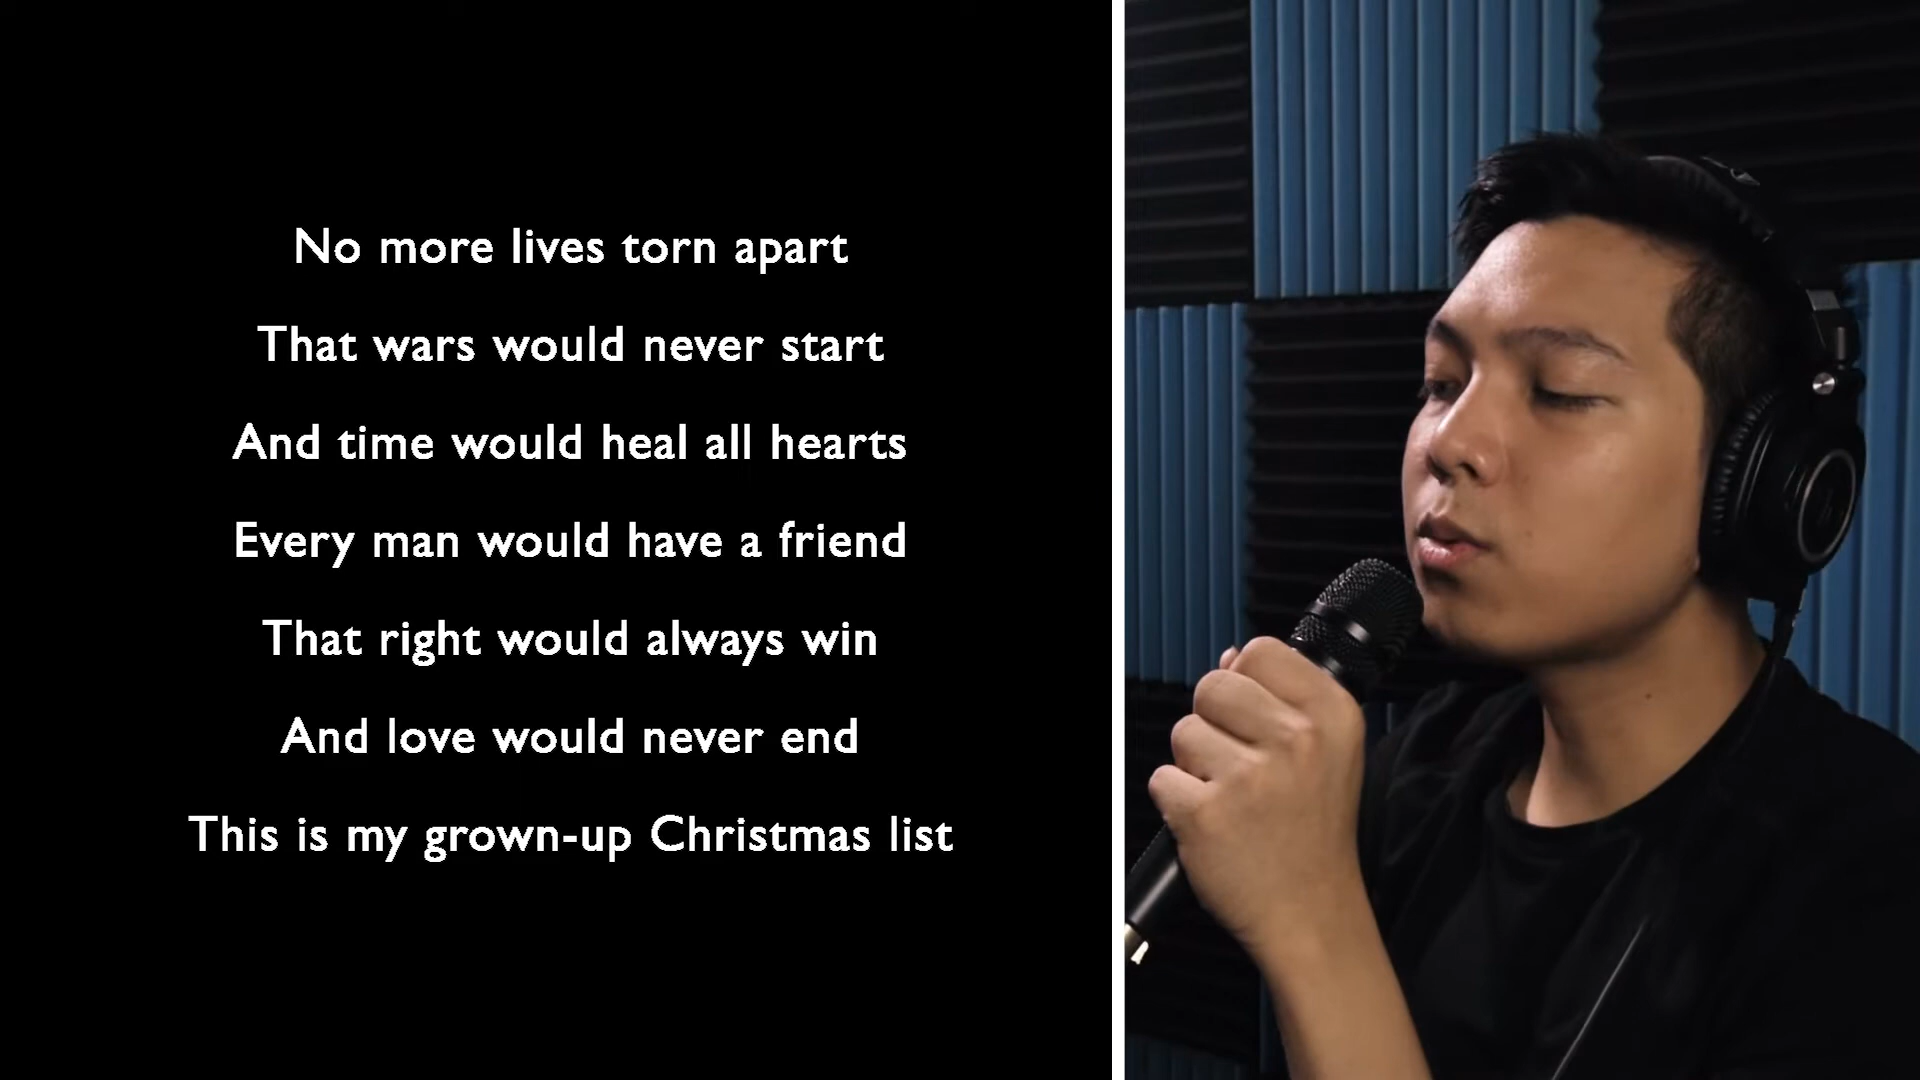 No more lives torn apart
That wars would never start
And time would heal all hearts
Every man would have a friend
That right would always win
And love would never end
This is my grown-up Christmas list